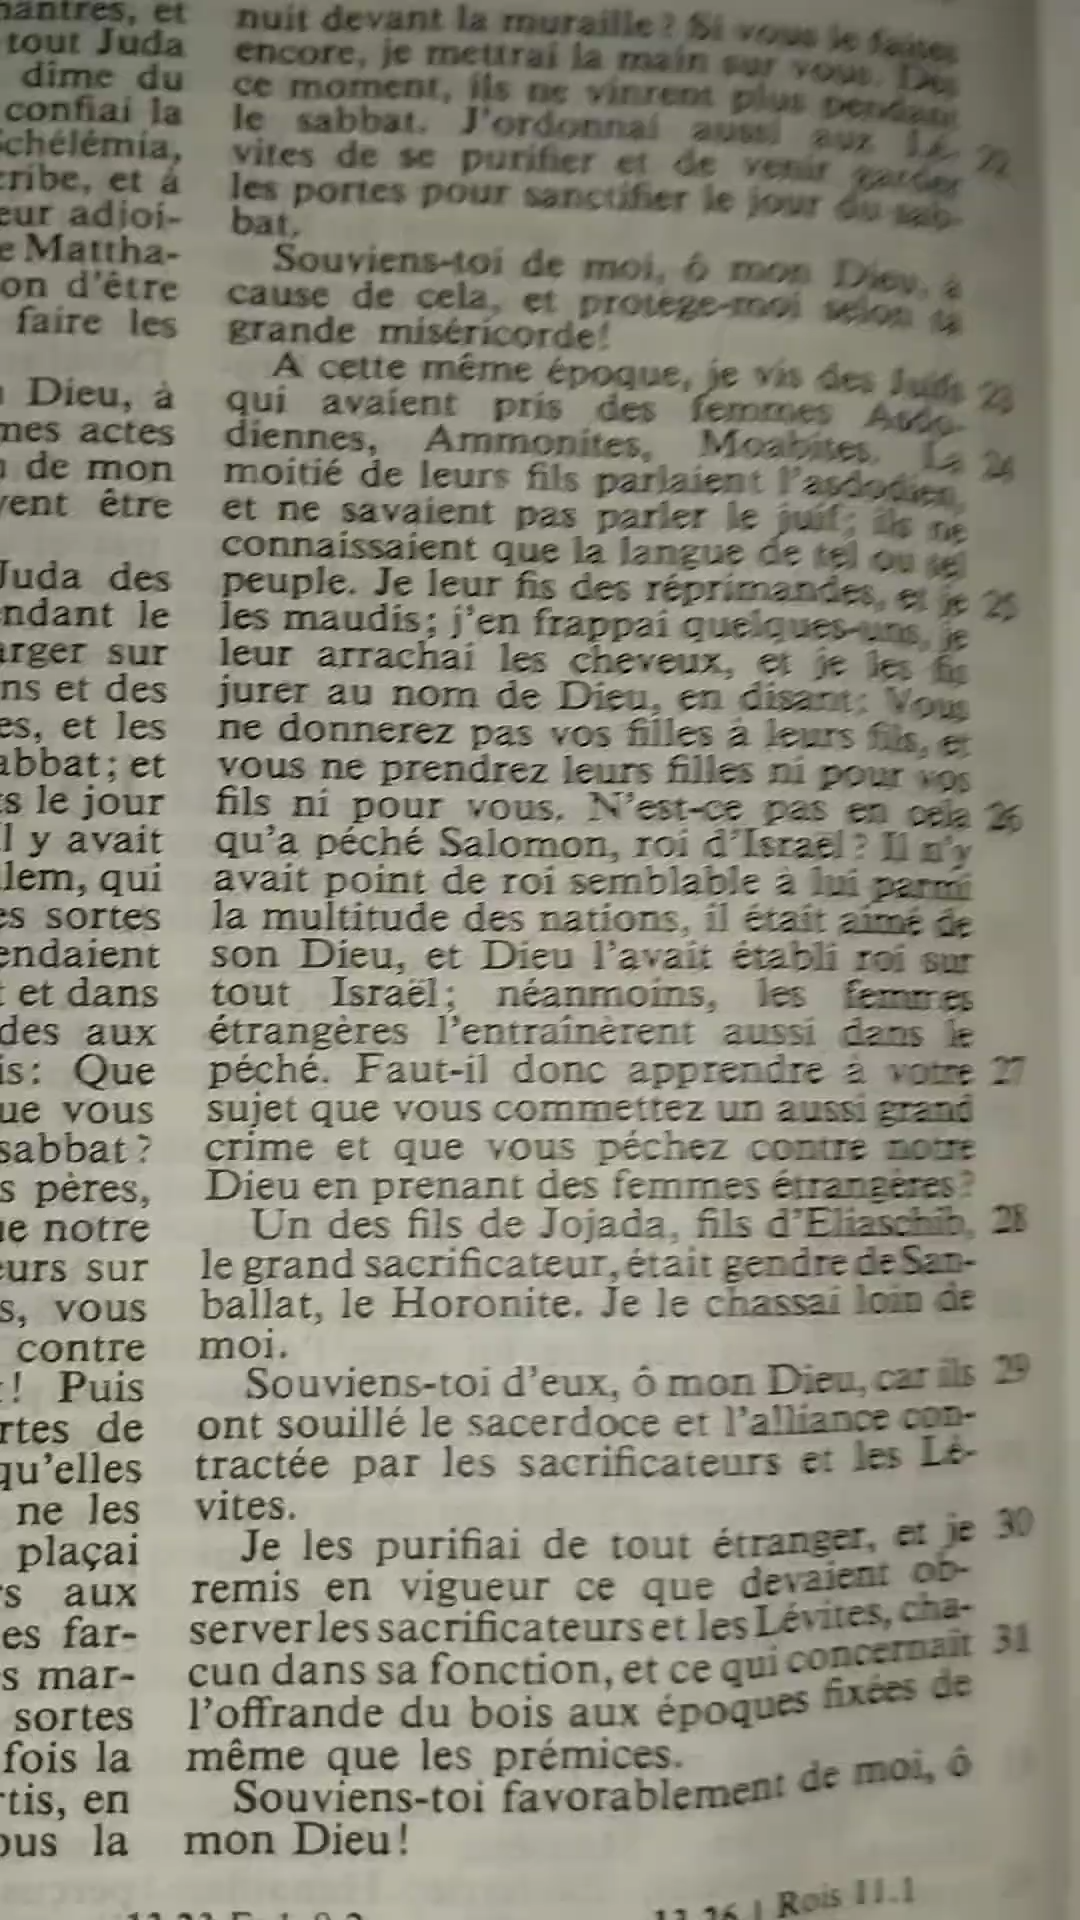 nantres, et
tout Juda
dîme du
confiai la
Schélémia,
cribe, et à
eur adjoi-
e Mattha-
on d'être
faire les
Dieu, à
mes actes
de mon
vent être
Juda des
endant le
arger sur
ns et des
es, et les
abbat; et
s le jour
l y avait
lem, qui
es sortes
endaient
t et dans
des aux
is: Que
ue vous
sabbat?
s pères,
ue notre
eurs sur
s, vous
contre
! Puis
rtes de
qu'elles
ne les
plaçai
rs aux
es far-
s mar-
sortes
fois la
rtis, en
ous la
nuit devant la muraille? Si vous le faites
encore, je mettrai la main sur vous. Dès
ce moment, ils ne vinrent plus pendant
le sabbat. J'ordonnai aussi aux Lé- 22
vites de se purifier et de venir garder
les portes pour sanctifier le jour du sab-
bat.
Souviens-toi de moi, ô mon Dieu, à
cause de cela, et protège-moi selon ta
grande miséricorde!
A cette même époque, je vis des Juifs 23
qui avaient pris des femmes Asdo-
diennes, Ammonites, Moabites. La 24
moitié de leurs fils parlaient l'asdodien,
et ne savaient pas parler le juif; ils ne
connaissaient que la langue de tel ou tel
peuple. Je leur fis des réprimandes, et je 25
les maudis; j'en frappai quelques-uns, je
leur arrachai les cheveux, et je les fis
jurer au nom de Dieu, en disant: Vous
ne donnerez pas vos filles à leurs fils, et
vous ne prendrez leurs filles ni pour vos
fils ni pour vous. N'est-ce pas en cela 26
qu'a péché Salomon, roi d'Israël? Il n'y
avait point de roi semblable à lui parmi
la multitude des nations, il était aimé de
son Dieu, et Dieu l'avait établi roi sur
tout Israël; néanmoins, les femmes
étrangères l'entraînèrent aussi dans le
péché. Faut-il donc apprendre à votre 27
sujet que vous commettez un aussi grand
crime et que vous péchez contre notre
Dieu en prenant des femmes étrangères?
Un des fils de Jojada, fils d'Eliaschib, 28
le grand sacrificateur, était gendre de San-
ballat, le Horonite. Je le chassai loin de
moi.
Souviens-toi d'eux, ô mon Dieu, car ils 29
ont souillé le sacerdoce et l'alliance con-
tractée par les sacrificateurs et les Lé-
vites.
Je les purifiai de tout étranger, et je 30
remis en vigueur ce que devaient ob-
server les sacrificateurs et les Lévites, cha-
cun dans sa fonction, et ce qui concernait 31
l'offrande du bois aux époques fixées de
même que les prémices.
Souviens-toi favorablement de moi, ô
mon Dieu!
Rois 11.1